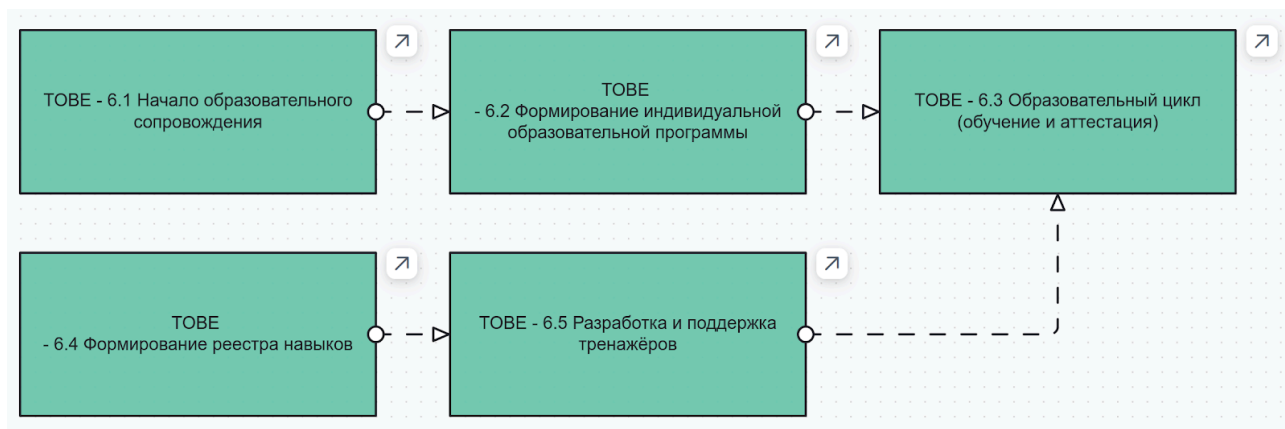 TOBE - 6.1 Начало образовательного
сопровождения
TOBE
- 6.2 Формирование индивидуальной
образовательной программы
TOBE - 6.3 Образовательный цикл
(обучение и аттестация)
TOBE
- 6.4 Формирование реестра навыков
TOBE - 6.5 Разработка и поддержка
тренажёров